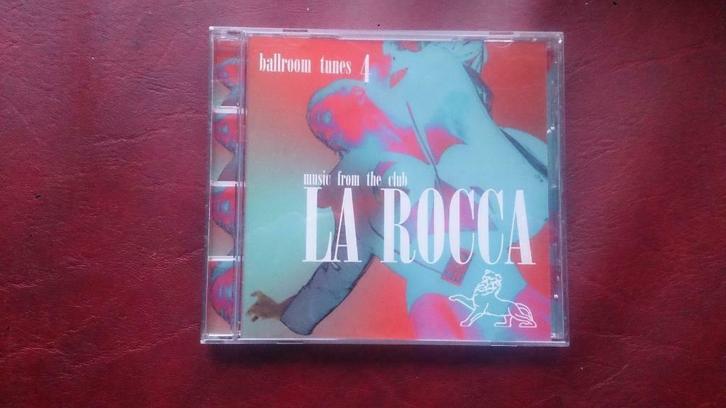 ballroom tunes 4
music from the club
LA ROCCA